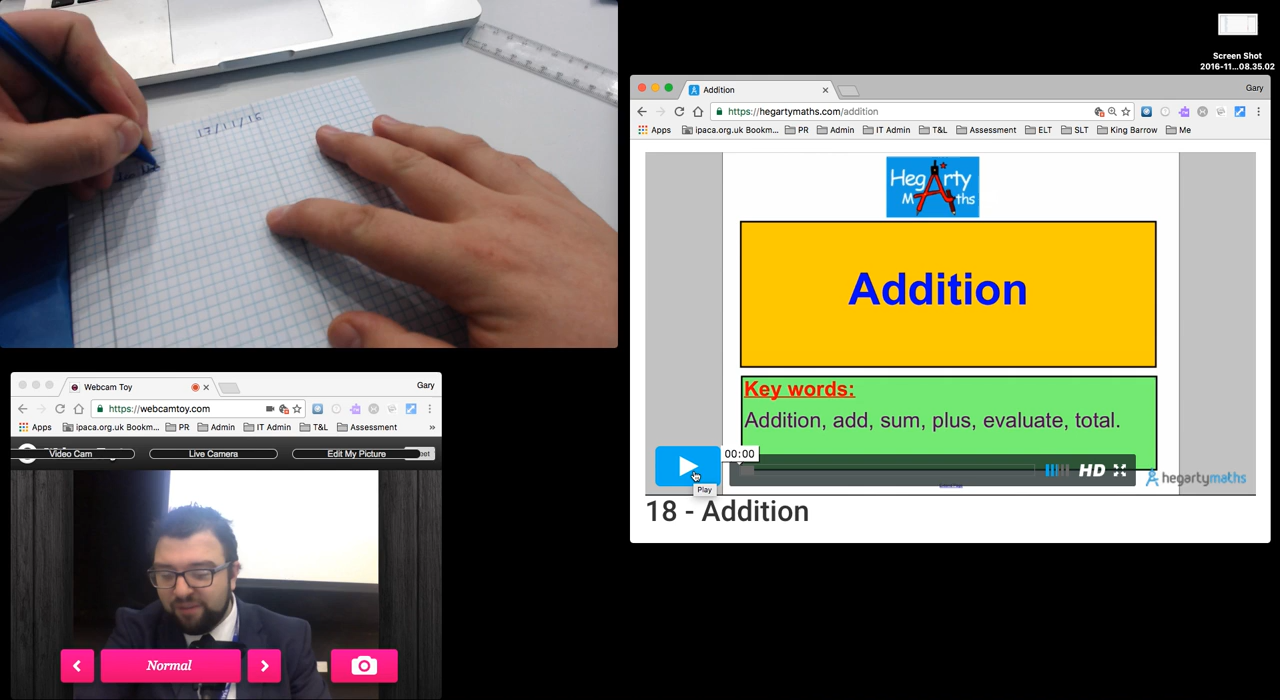 Screen Shot
2016-11...08.35.02
Addition
Gary
https://hegartymaths.com/addition
Apps
ipaca.org.uk Bookm...
PR
Admin
IT Admin
T&L
Assessment
ELT
SLT
King Barrow
Me
Hegarty
Maths
Addition
Key words:
Addition, add, sum, plus, evaluate, total.
00:00
HD
Play
hegartymaths
18 - Addition
Webcam Toy
Gary
https://webcamtoy.com
Apps
ipaca.org.uk Bookm...
PR
Admin
IT Admin
T&L
Assessment
»
Video Cam
Live Camera
Edit My Picture
Normal